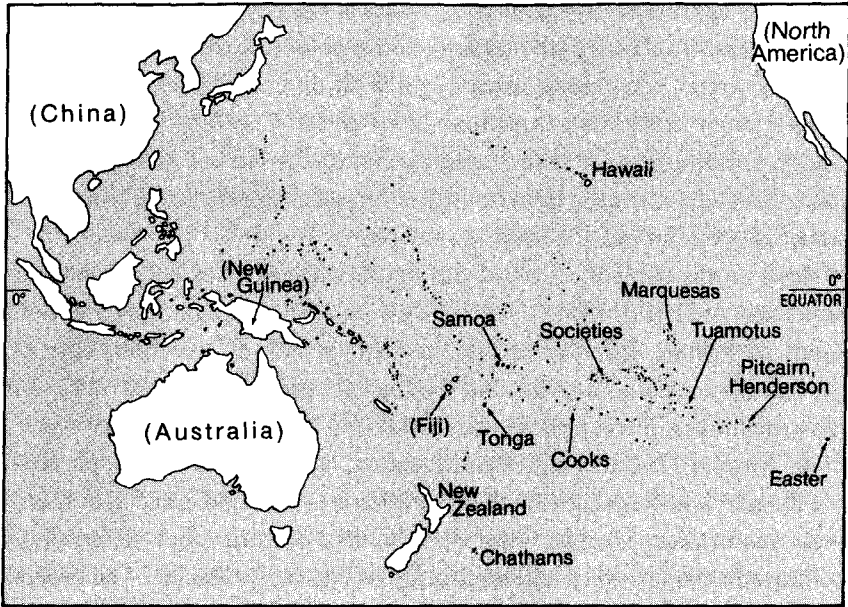 (North
America)
(China)
Hawaii
(New
Guinea)
0°
0°
EQUATOR
Marquesas
Samoa
Societies
Tuamotus
Pitcairn,
Henderson
(Australia)
(Fiji)
Tonga
Cooks
Easter
New
Zealand
Chathams